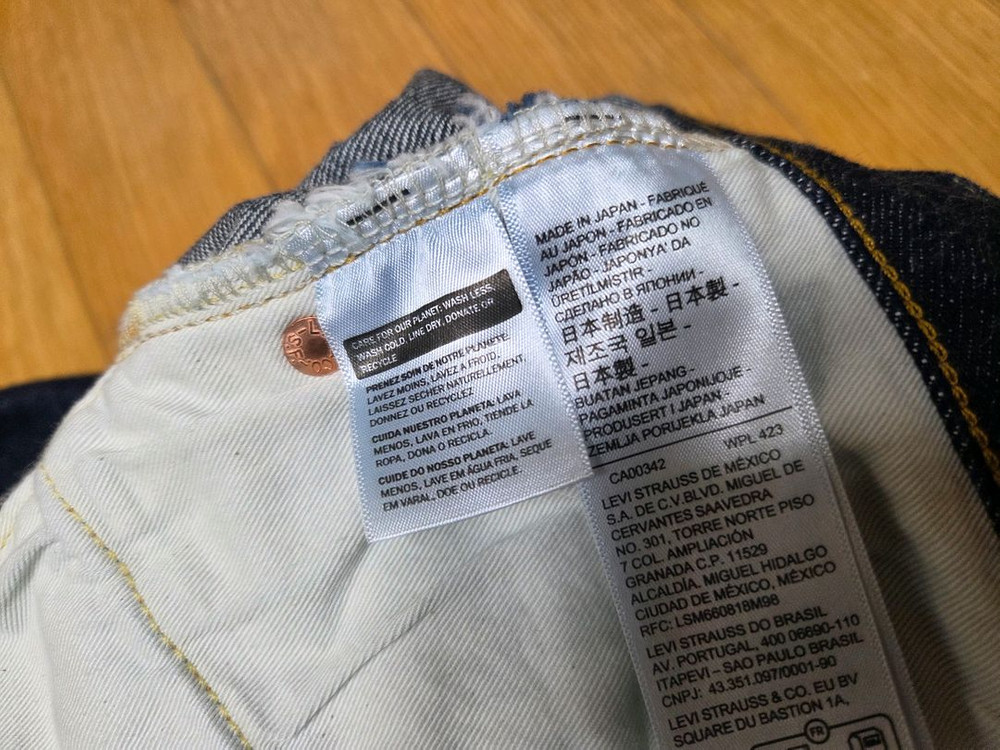 CARE FOR OUR PLANET: WASH LESS,
WASH COLD, LINE DRY, DONATE OR
RECYCLE
PRENEZ SOIN DE NOTRE PLANETE:
LAVEZ MOINS, LAVEZ A FROID,
LAISSEZ SECHER NATURELLEMENT,
DONNEZ OU RECYCLEZ
CUIDA NUESTRO PLANETA: LAVA
MENOS, LAVA EN FRIO, TIENDE LA
ROPA, DONA O RECICLA.
CUIDE DO NOSSO PLANETA: LAVE
MENOS, LAVE EM ÁGUA FRIA, SEQUE
EM VARAL, DOE OU RECICLE.
MADE IN JAPAN - FABRIQUÉ
AU JAPON - FABRICADO EN
JAPÓN - FABRICADO NO
JAPÃO - JAPONYA' DA
ÜRETILMISTIR -
СДЕЛАНО В ЯПОНИИ -
日本制造 - 日本製 -
제조국 일본 -
日本製 -
BUATAN JEPANG -
PAGAMINTA JAPONIJOJE -
PRODUSERT I JAPAN -
ZEMLJA PORIJEKLA JAPAN
CA00342 WPL 423
LEVI STRAUSS DE MÉXICO
S.A. DE C.V.BLVD. MIGUEL DE
CERVANTES SAAVEDRA
NO. 301, TORRE NORTE PISO
7 COL. AMPLIACIÓN
GRANADA C.P. 11529
ALCALDÍA. MIGUEL HIDALGO
CIUDAD DE MÉXICO, MÉXICO
RFC: LSM660818M98
LEVI STRAUSS DO BRASIL
AV. PORTUGAL, 400 06690-110
ITAPEVI – SAO PAULO BRASIL
CNPJ: 43.351.097/0001-90
LEVI STRAUSS & CO. EU BV
SQUARE DU BASTION 1A,
FR